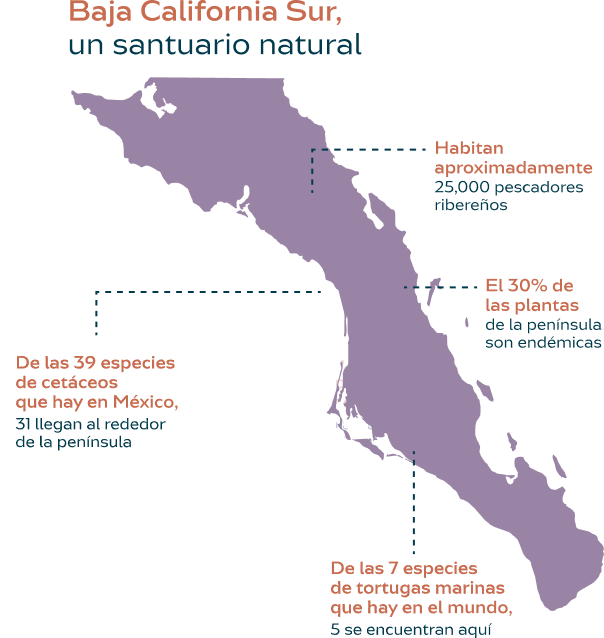 Baja California Sur,
un santuario natural
Habitan
aproximadamente
25,000 pescadores
ribereños
El 30% de
las plantas
de la península
son endémicas
De las 39 especies
de cetáceos
que hay en México,
31 llegan al rededor
de la península
De las 7 especies
de tortugas marinas
que hay en el mundo,
5 se encuentran aquí